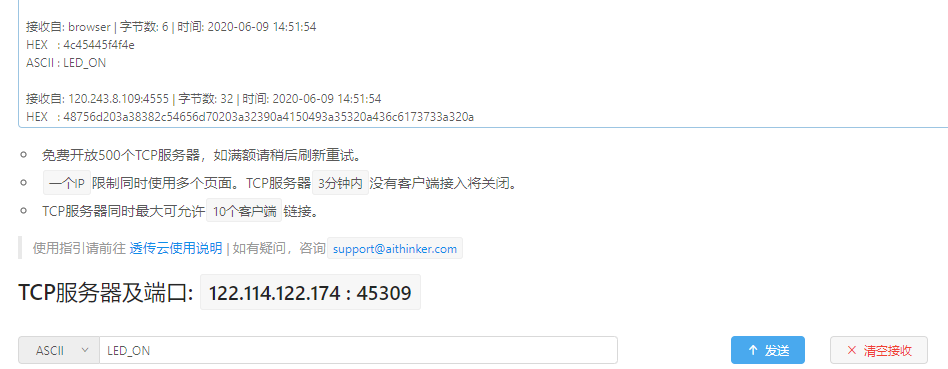 接收自: browser | 字节数: 6 | 时间: 2020-06-09 14:51:54
HEX : 4c45445f4f4e
ASCII : LED_ON
接收自: 120.243.8.109:4555 | 字节数: 32 | 时间: 2020-06-09 14:51:54
HEX : 48756d203a38382c54656d70203a32390a4150493a35320a436c6173733a320a
免费开放500个TCP服务器，如满额请稍后刷新重试。
一个IP 限制同时使用多个页面。TCP服务器 3分钟内 没有客户端接入将关闭。
TCP服务器同时最大可允许 10个客户端 链接。
使用指引请前往 透传云使用说明 | 如有疑问，咨询 support@aithinker.com
TCP服务器及端口: 122.114.122.174 : 45309
ASCII LED_ON 发送 清空接收